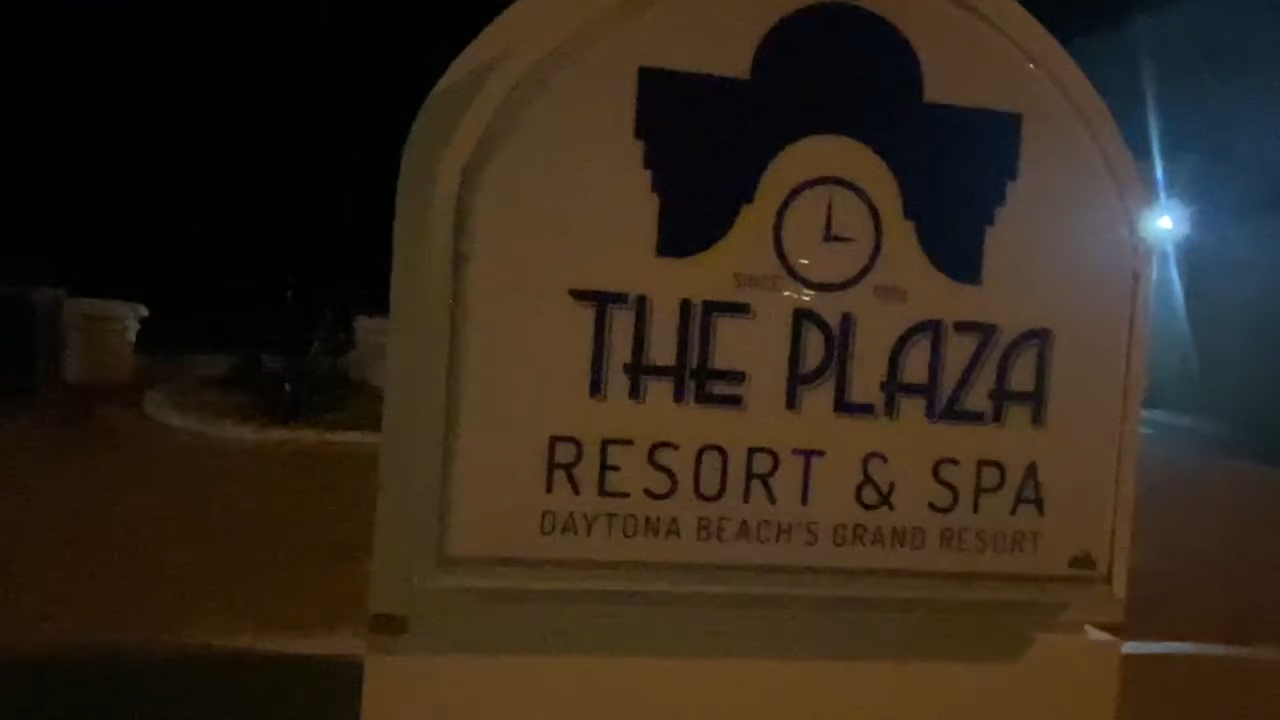 SINCE
THE PLAZA
RESORT & SPA
DAYTONA BEACH'S GRAND RESORT